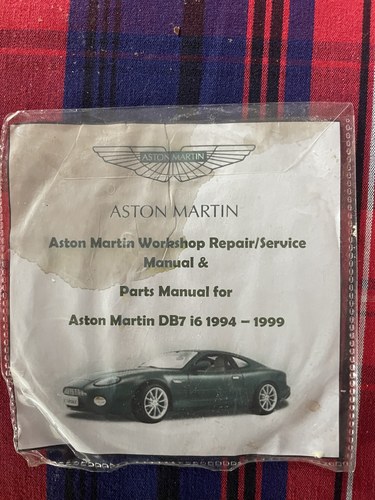 ASTON MARTIN
ASTON MARTIN
Aston Martin Workshop Repair/Service
Manual &
Parts Manual for
Aston Martin DB7 i6 1994 – 1999